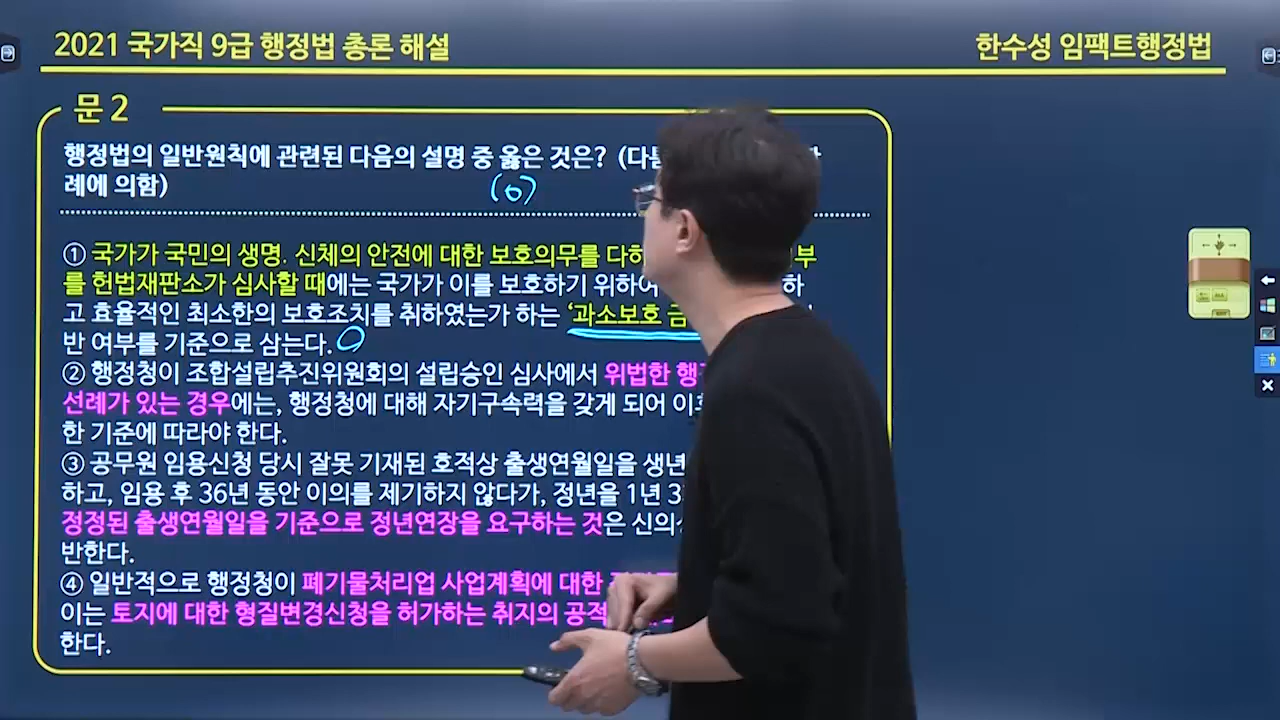 2021 국가직 9급 행정법 총론 해설
한수성 임팩트행정법
문 2
행정법의 일반원칙에 관련된 다음의 설명 중 옳은 것은? (다
례에 의함)
(o)
① 국가가 국민의 생명. 신체의 안전에 대한 보호의무를 다하 부
를 헌법재판소가 심사할 때에는 국가가 이를 보호하기 위하여 하
고 효율적인 최소한의 보호조치를 취하였는가 하는 ‘과소보호 금
반 여부를 기준으로 삼는다.
② 행정청이 조합설립추진위원회의 설립승인 심사에서 위법한 행
선례가 있는 경우에는, 행정청에 대해 자기구속력을 갖게 되어
한 기준에 따라야 한다.
③ 공무원 임용신청 당시 잘못 기재된 호적상 출생연월일을 생년
하고, 임용 후 36년 동안 이의를 제기하지 않다가, 정년을 1년
정정된 출생연월일을 기준으로 정년연장을 요구하는 것은
반한다.
④ 일반적으로 행정청이 폐기물처리업 사업계획에 대한
이는 토지에 대한 형질변경신청을 허가하는 취지의 공적
한다.